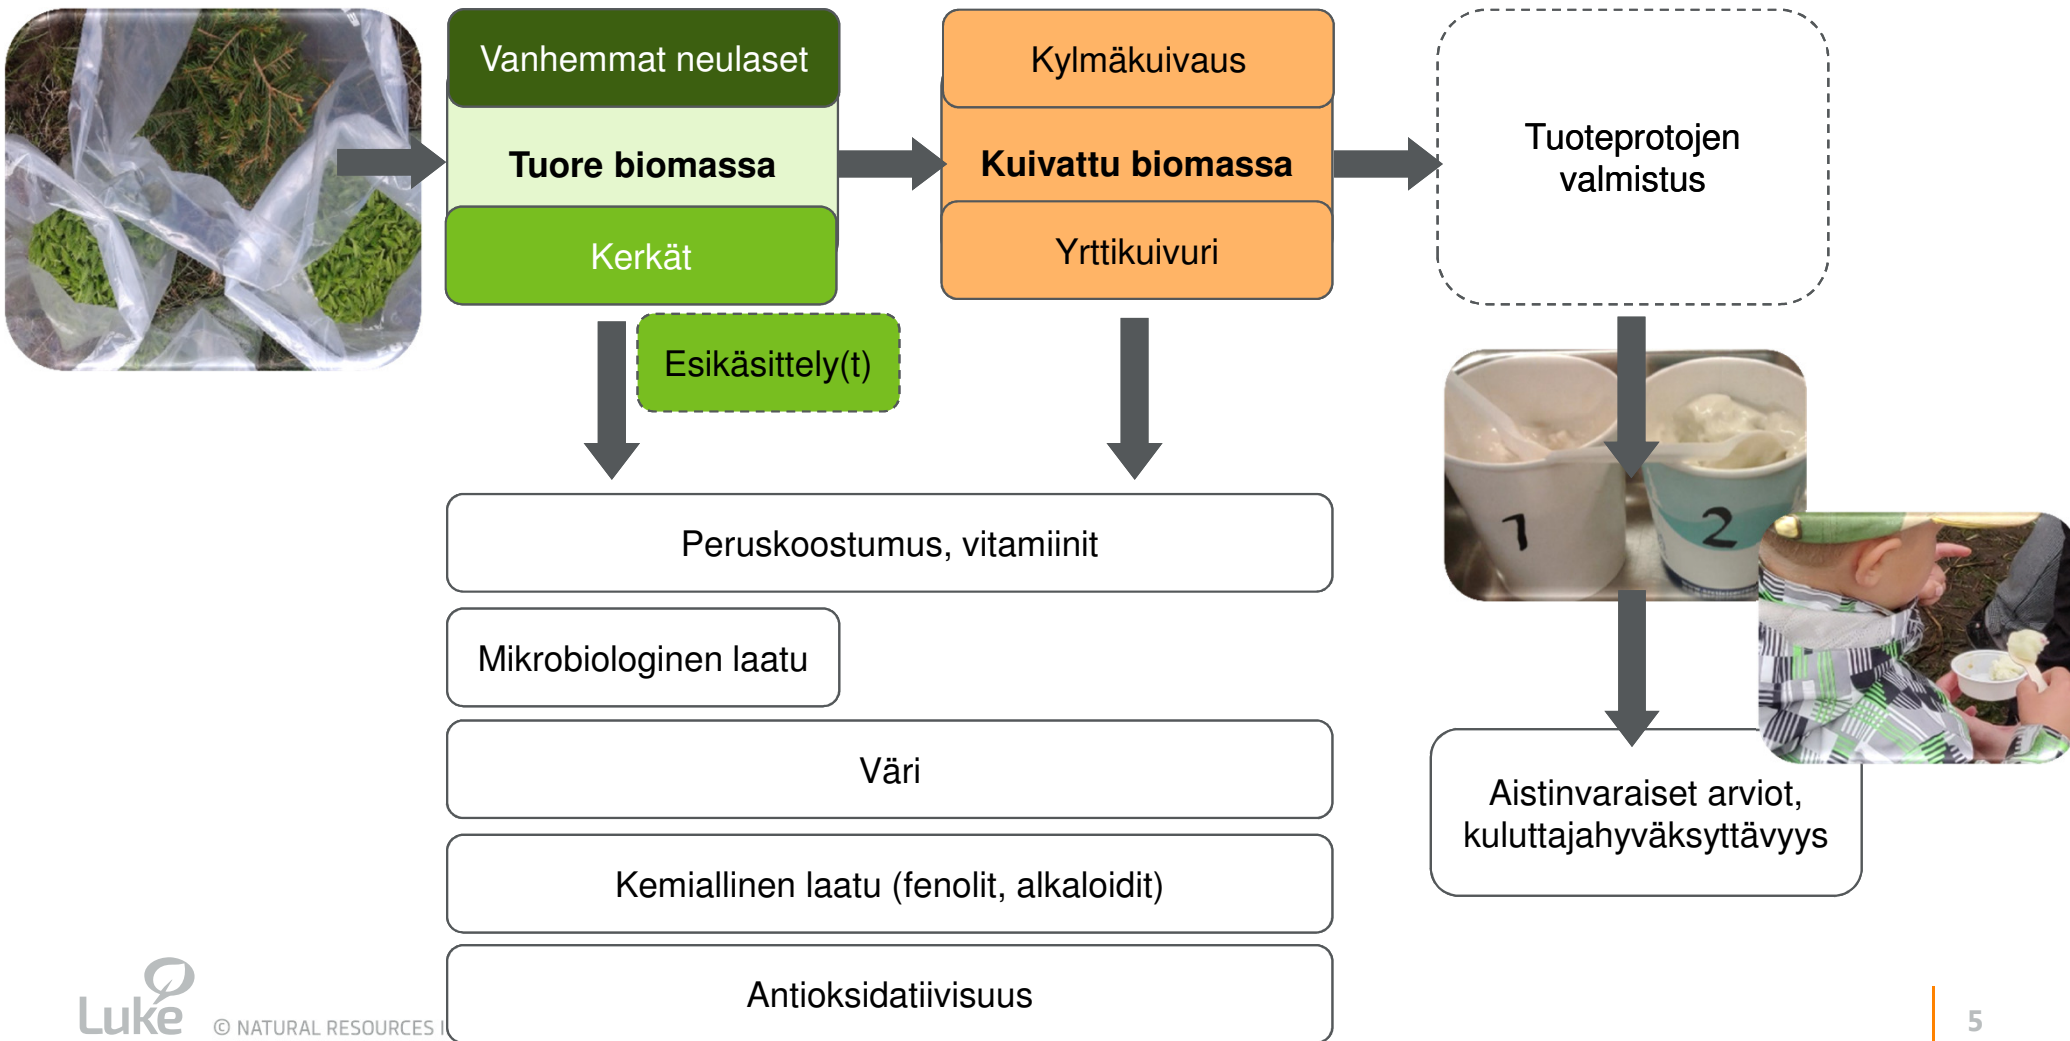 Vanhemmat neulaset
Tuore biomassa
Kerkät
Kylmäkuivaus
Kuivattu biomassa
Yrttikuivuri
Tuoteprotojen
valmistus
Esikäsittely(t)
1
2
Peruskoostumus, vitamiinit
Mikrobiologinen laatu
Väri
Kemiallinen laatu (fenolit, alkaloidit)
Antioksidatiivisuus
Aistinvaraiset arviot,
kuluttajahyväksyttävyys
Luke
© NATURAL RESOURCES
5